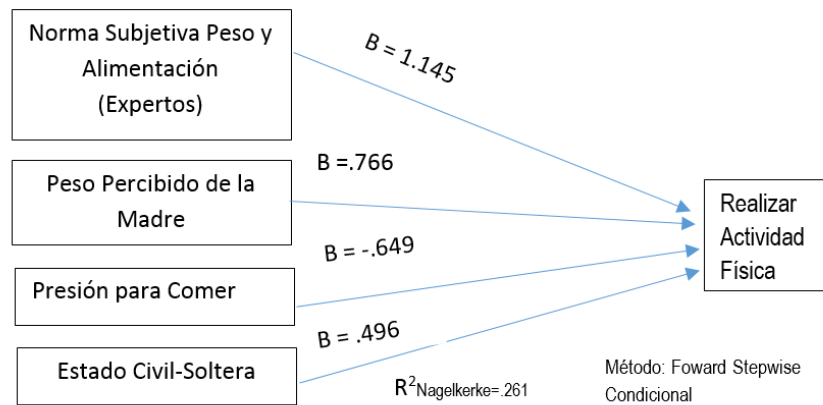 Norma Subjetiva Peso y
Alimentación
(Expertos)
B = 1.145
Peso Percibido de la
Madre
B =.766
Presión para Comer
B = -.649
Estado Civil-Soltera
B = .496
Realizar
Actividad
Física
R²Nagelkerke=.261
Método: Foward Stepwise
Condicional